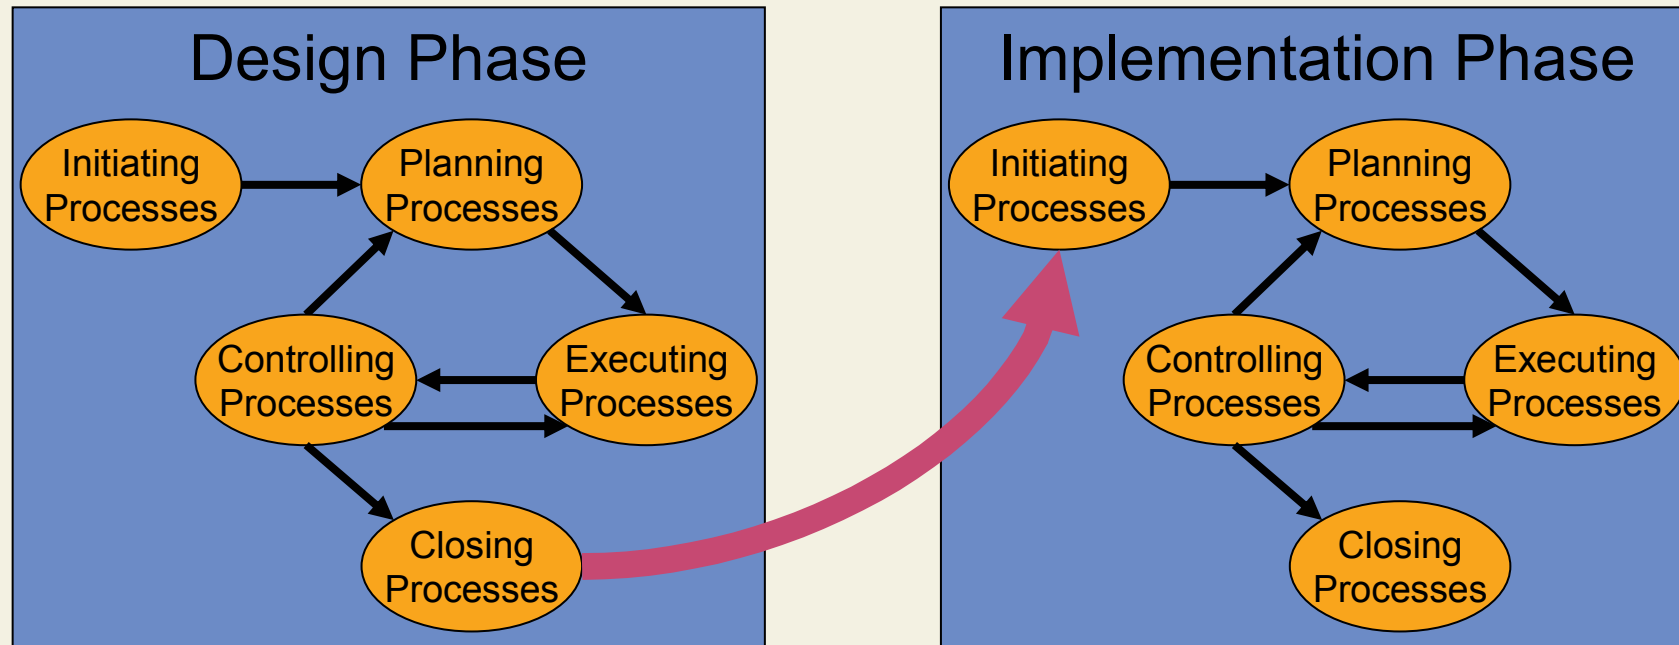 Design Phase
Initiating
Processes
Planning
Processes
Controlling
Processes
Executing
Processes
Closing
Processes
Implementation Phase
Initiating
Processes
Planning
Processes
Controlling
Processes
Executing
Processes
Closing
Processes